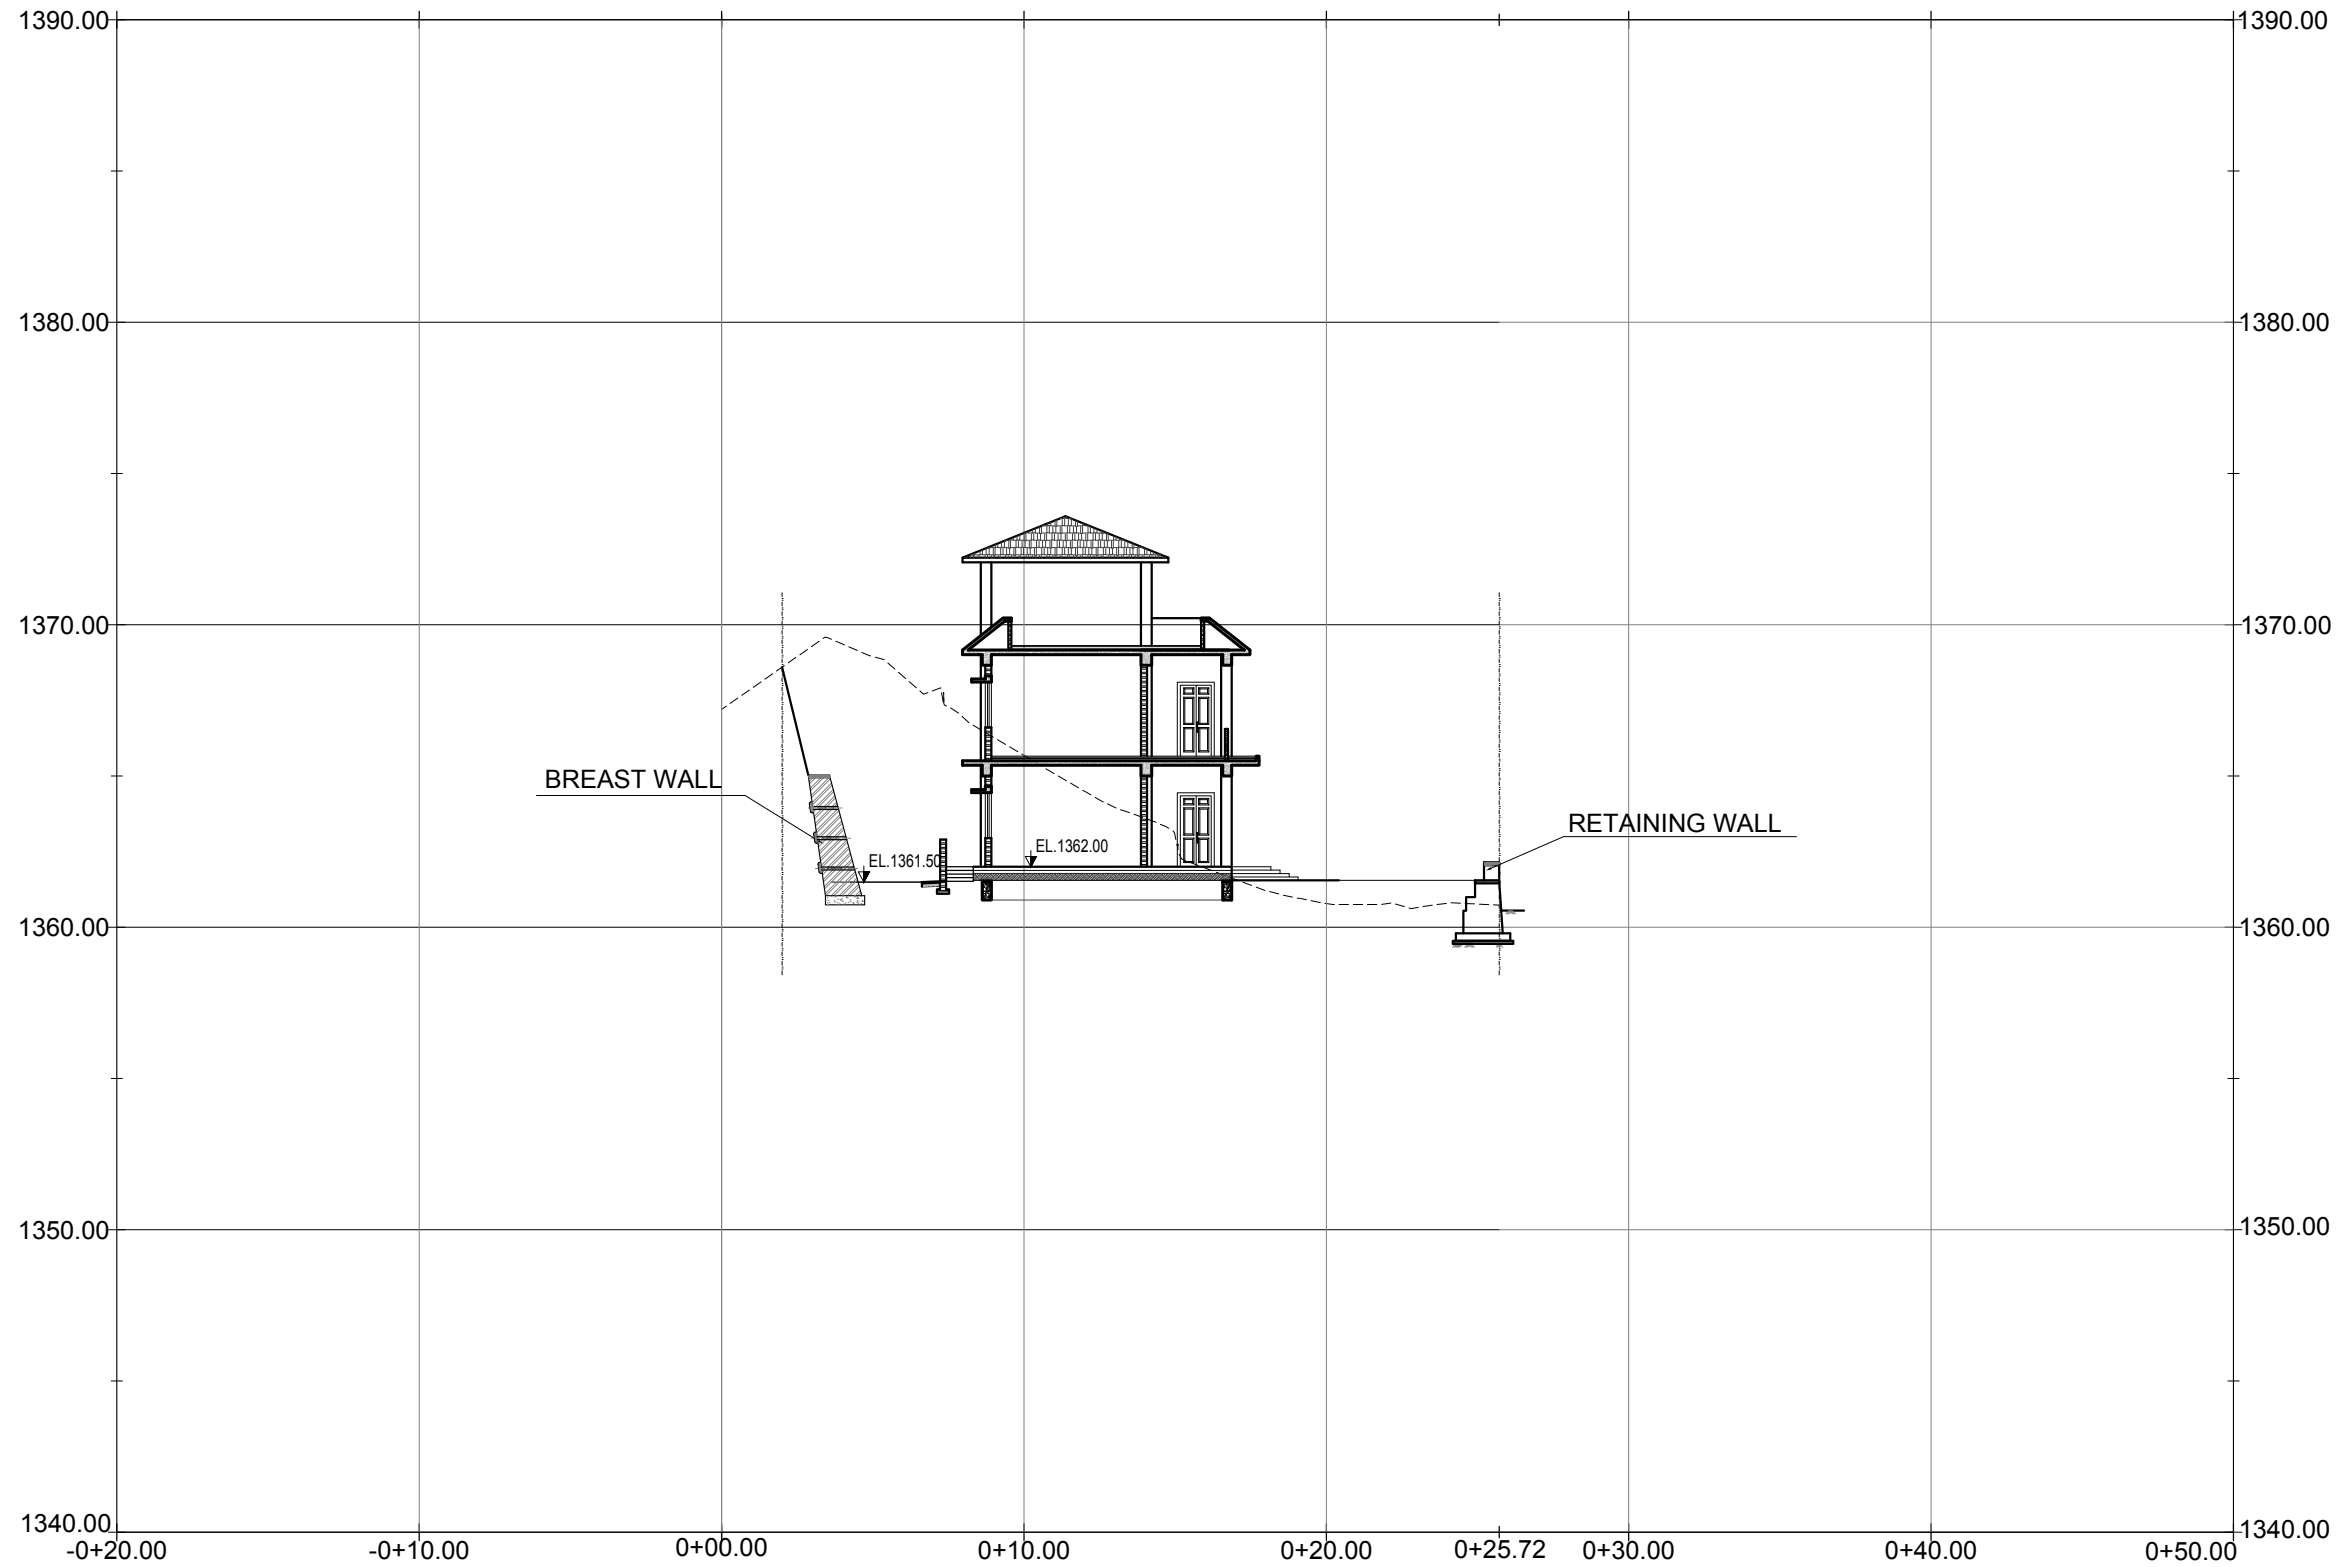 1390.00 1390.00
1380.00 1380.00
1370.00 1370.00
BREAST WALL
RETAINING WALL
EL.1362.00
EL.1361.50
1360.00 1360.00
1350.00 1350.00
1340.00 1340.00
-0+20.00 -0+10.00 0+00.00 0+10.00 0+20.00 0+25.72 0+30.00 0+40.00 0+50.00